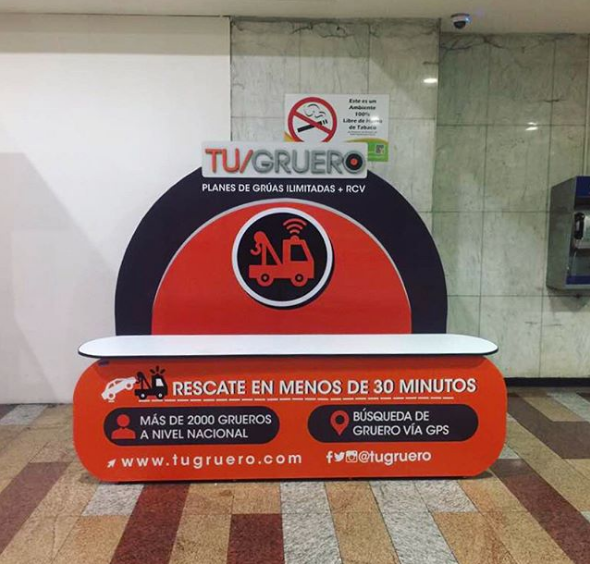 Este es un
Ambiente
100%
Libre de Humo
de Tabaco
TU/GRUERO
PLANES DE GRÚAS ILIMITADAS + RCV
RESCATE EN MENOS DE 30 MINUTOS
MÁS DE 2000 GRUEROS
A NIVEL NACIONAL
BÚSQUEDA DE
GRUERO VÍA GPS
www.tugruero.com
@tugruero